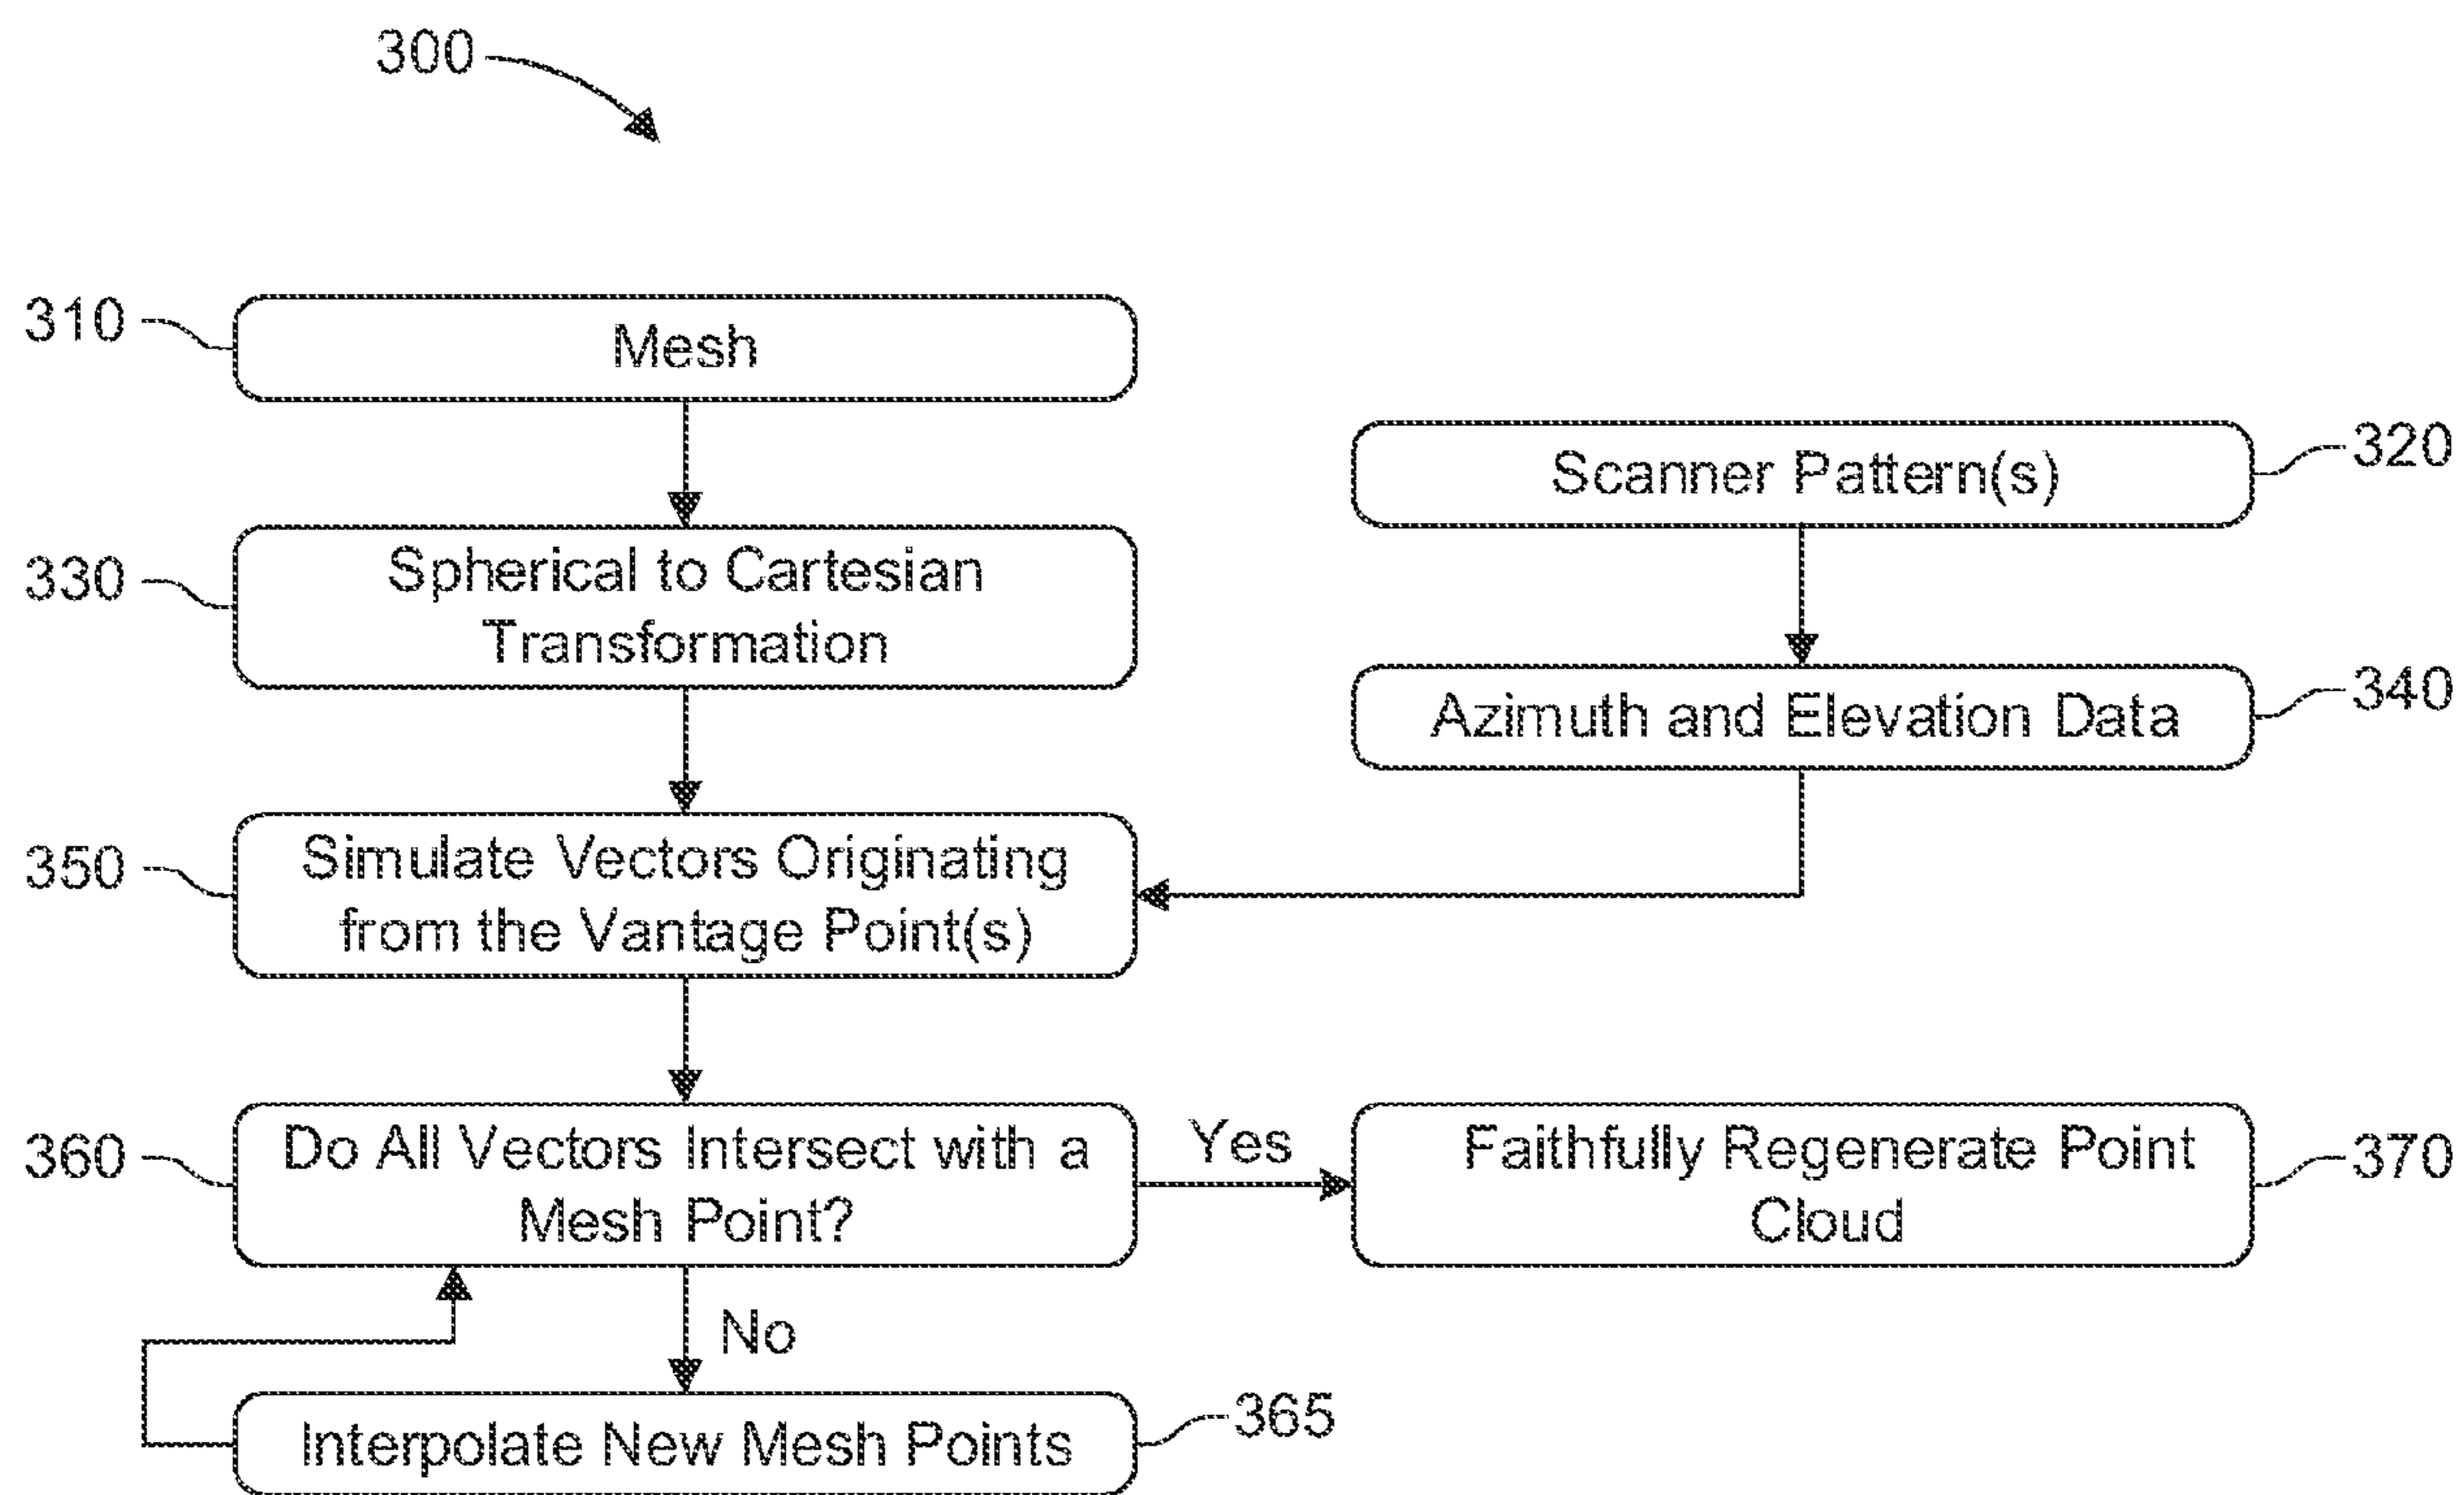 300
310
Mesh
320
Scanner Pattern(s)
330
Spherical to Cartesian
Transformation
340
Azimuth and Elevation Data
350
Simulate Vectors Originating
from the Vantage Point(s)
360
Do All Vectors Intersect with a
Mesh Point?
Yes
Faithfully Regenerate Point
Cloud
370
No
Interpolate New Mesh Points
365